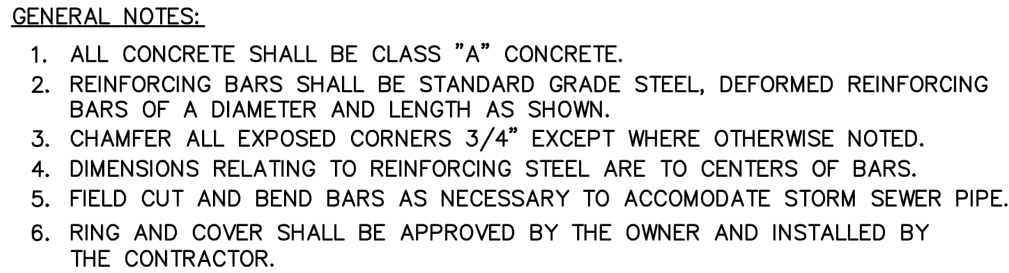 GENERAL NOTES:
1. ALL CONCRETE SHALL BE CLASS "A" CONCRETE.
2. REINFORCING BARS SHALL BE STANDARD GRADE STEEL, DEFORMED REINFORCING
BARS OF A DIAMETER AND LENGTH AS SHOWN.
3. CHAMFER ALL EXPOSED CORNERS 3/4" EXCEPT WHERE OTHERWISE NOTED.
4. DIMENSIONS RELATING TO REINFORCING STEEL ARE TO CENTERS OF BARS.
5. FIELD CUT AND BEND BARS AS NECESSARY TO ACCOMODATE STORM SEWER PIPE.
6. RING AND COVER SHALL BE APPROVED BY THE OWNER AND INSTALLED BY
THE CONTRACTOR.